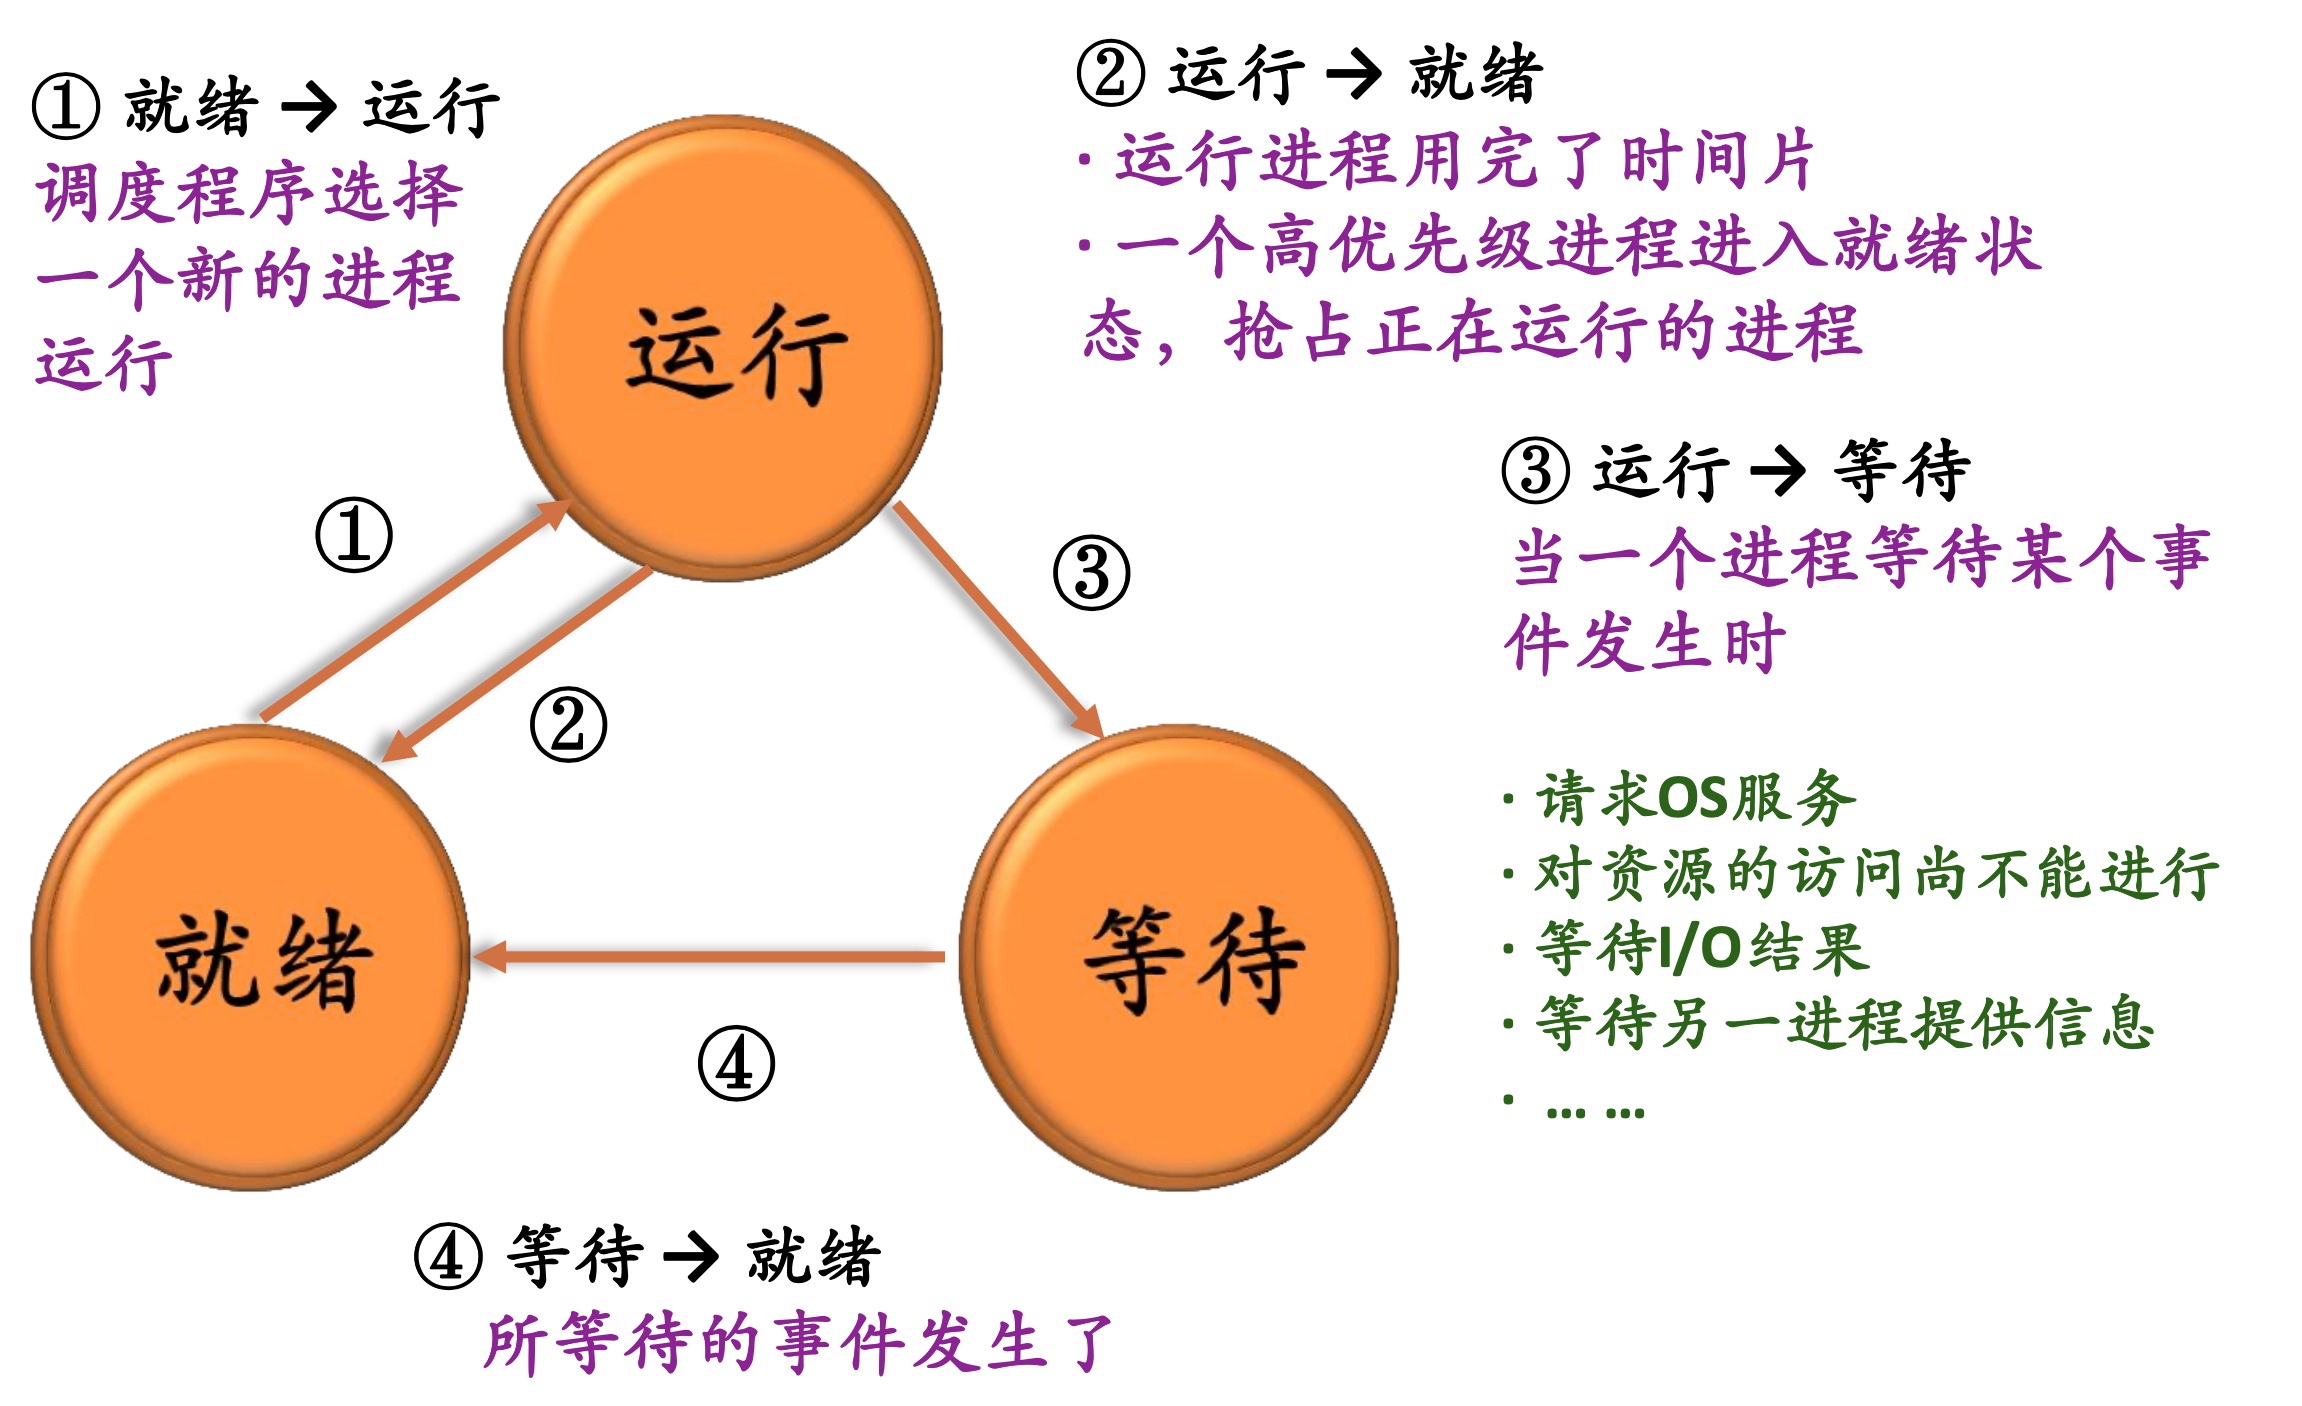 ① 就绪 → 运行
调度程序选择
一个新的进程
运行
② 运行 → 就绪
· 运行进程用完了时间片
· 一个高优先级进程进入就绪状
态，抢占正在运行的进程
运行
③ 运行 → 等待
当一个进程等待某个事
件发生时
①
③
②
· 请求OS服务
· 对资源的访问尚不能进行
· 等待I/O结果
· 等待另一进程提供信息
· … …
就绪
等待
④
④ 等待 → 就绪
所等待的事件发生了